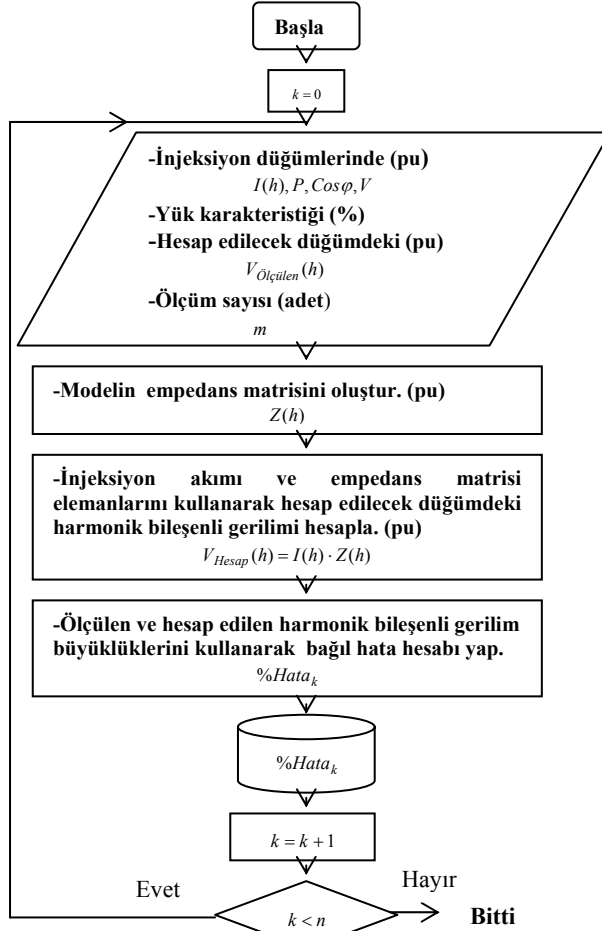 Başla
k = 0
-İnjeksiyon düğümlerinde (pu)
I(h), P, Cosφ, V
-Yük karakteristiği (%)
-Hesap edilecek düğümdeki (pu)
V_Ölçülen(h)
-Ölçüm sayısı (adet)
m
-Modelin empedans matrisini oluştur. (pu)
Z(h)
-İnjeksiyon akımı ve empedans matrisi
elemanlarını kullanarak hesap edilecek düğümdeki
harmonik bileşenli gerilimi hesapla. (pu)
V_Hesap(h) = I(h) · Z(h)
-Ölçülen ve hesap edilen harmonik bileşenli gerilim
büyüklüklerini kullanarak bağıl hata hesabı yap.
%Hata_k
%Hata_k
k = k + 1
Evet
Hayır
k < n
Bitti